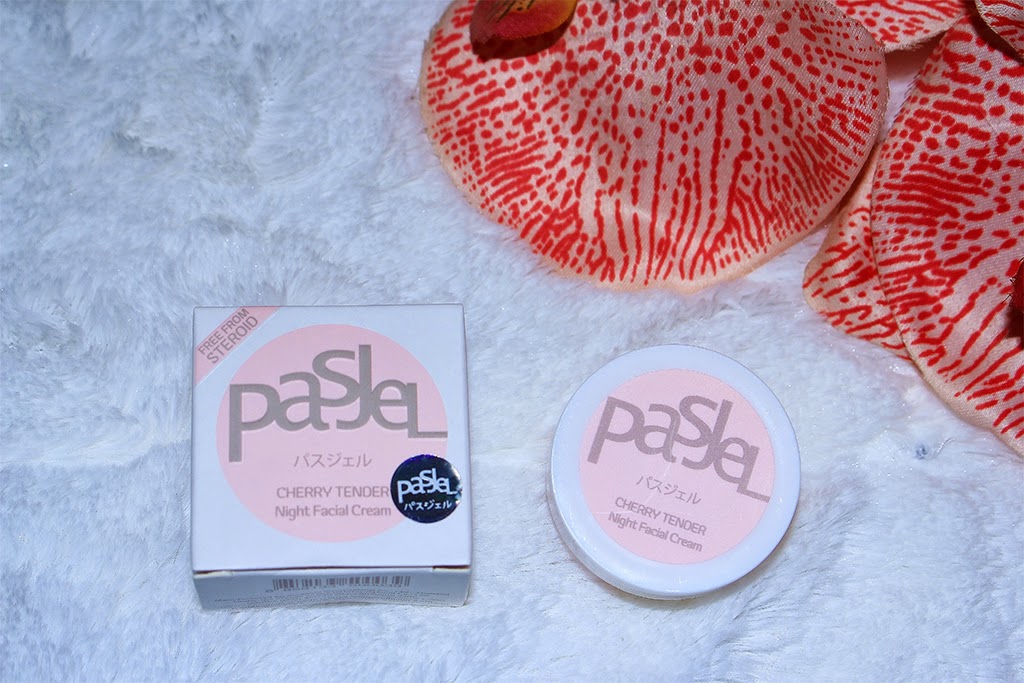 FREE FROM
STEROID
PasJeL
パスジェル
CHERRY TENDER
Night Facial Cream
PasJeL
パスジェル
PasJeL
パスジェル
CHERRY TENDER
Night Facial Cream